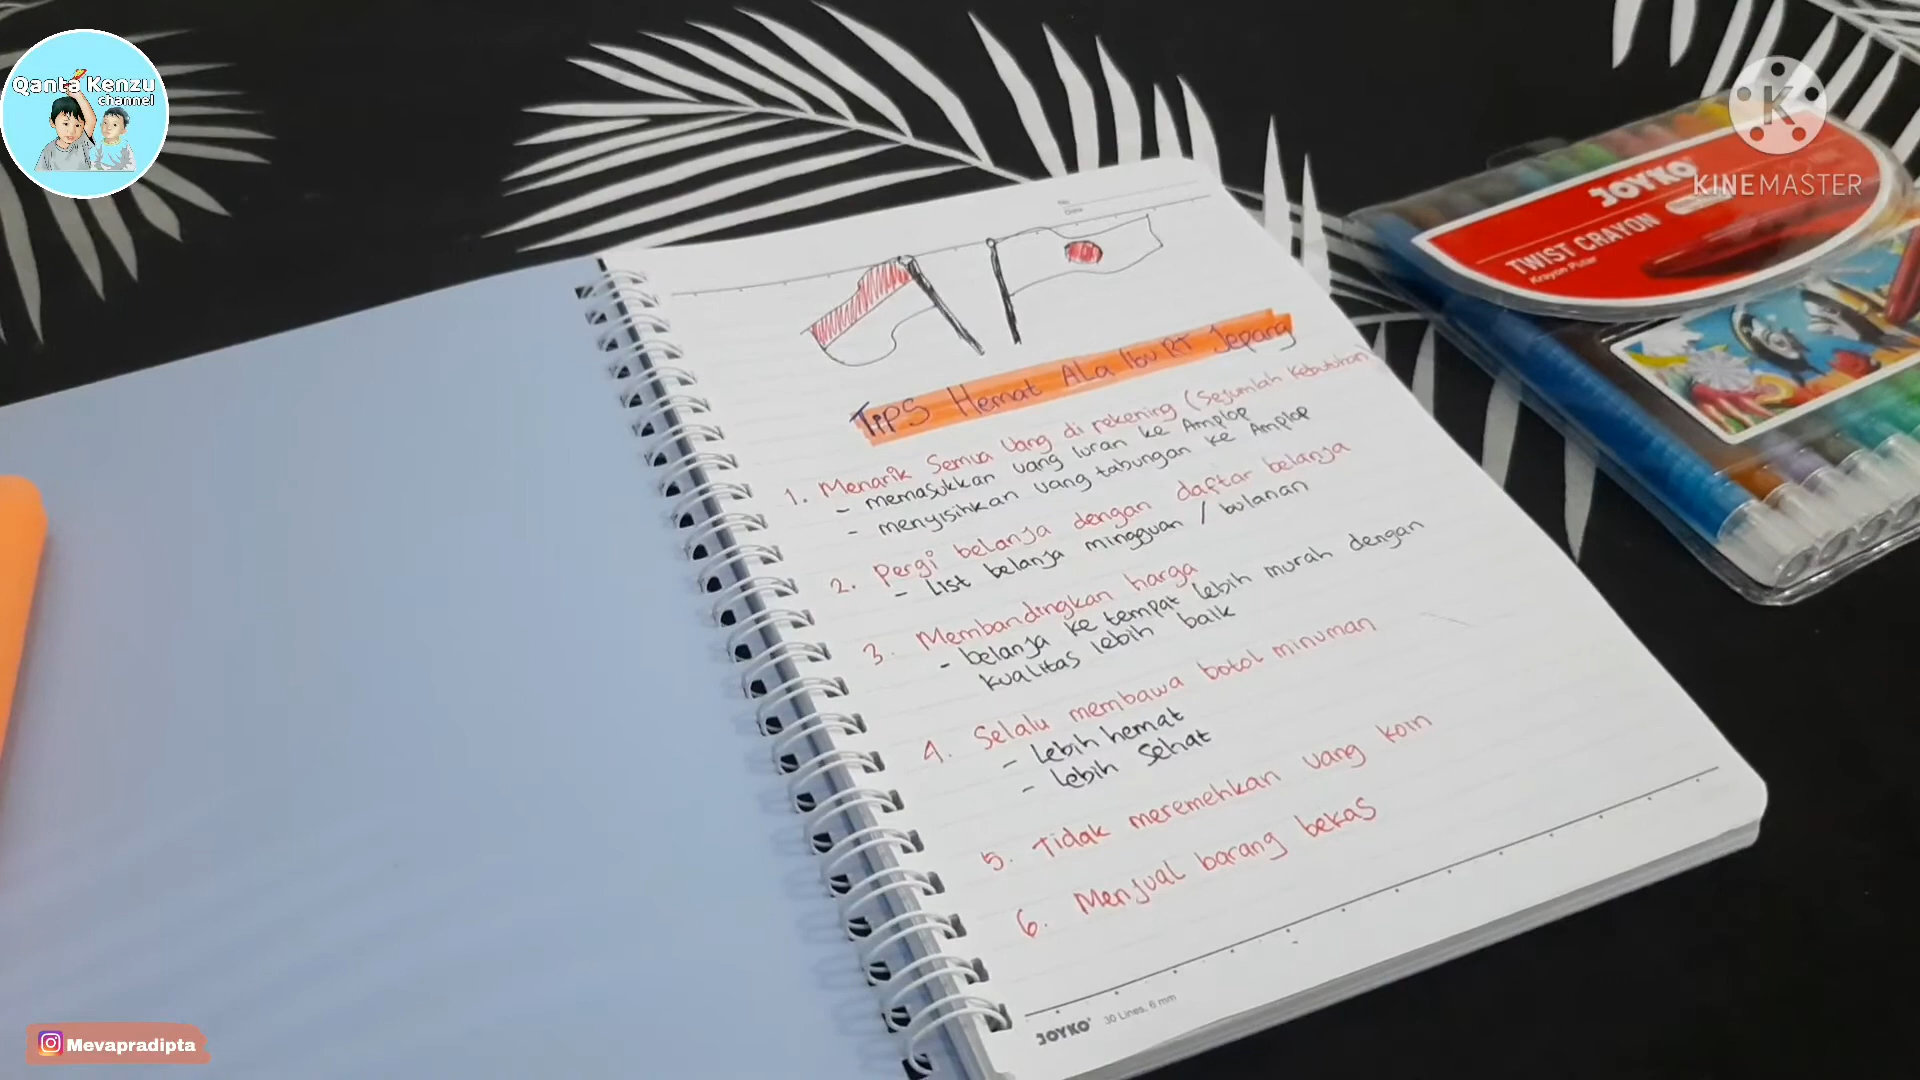 Qanta Kenzu
channel
KINEMASTER
JOYKO
TWIST CRAYON
Krayon Putar
No
Date
Tips Hemat Ala Ibu RT Jepang
1. Menarik Semua Uang di rekening (Sejumlah Kebutuhan
- memasukkan uang Iuran ke Amplop
- menyisihkan uang tabungan ke Amplop
2. Pergi belanja dengan daftar belanja
- List belanja mingguan / bulanan
3. Membandingkan harga
- belanja ke tempat lebih murah dengan
kualitas lebih baik
4. Selalu membawa botol minuman
- Lebih hemat
- Lebih Sehat
5. Tidak meremehkan uang koin
6. Menjual barang bekas
JOYKO 30 Lines, 6 mm
Mevapradipta